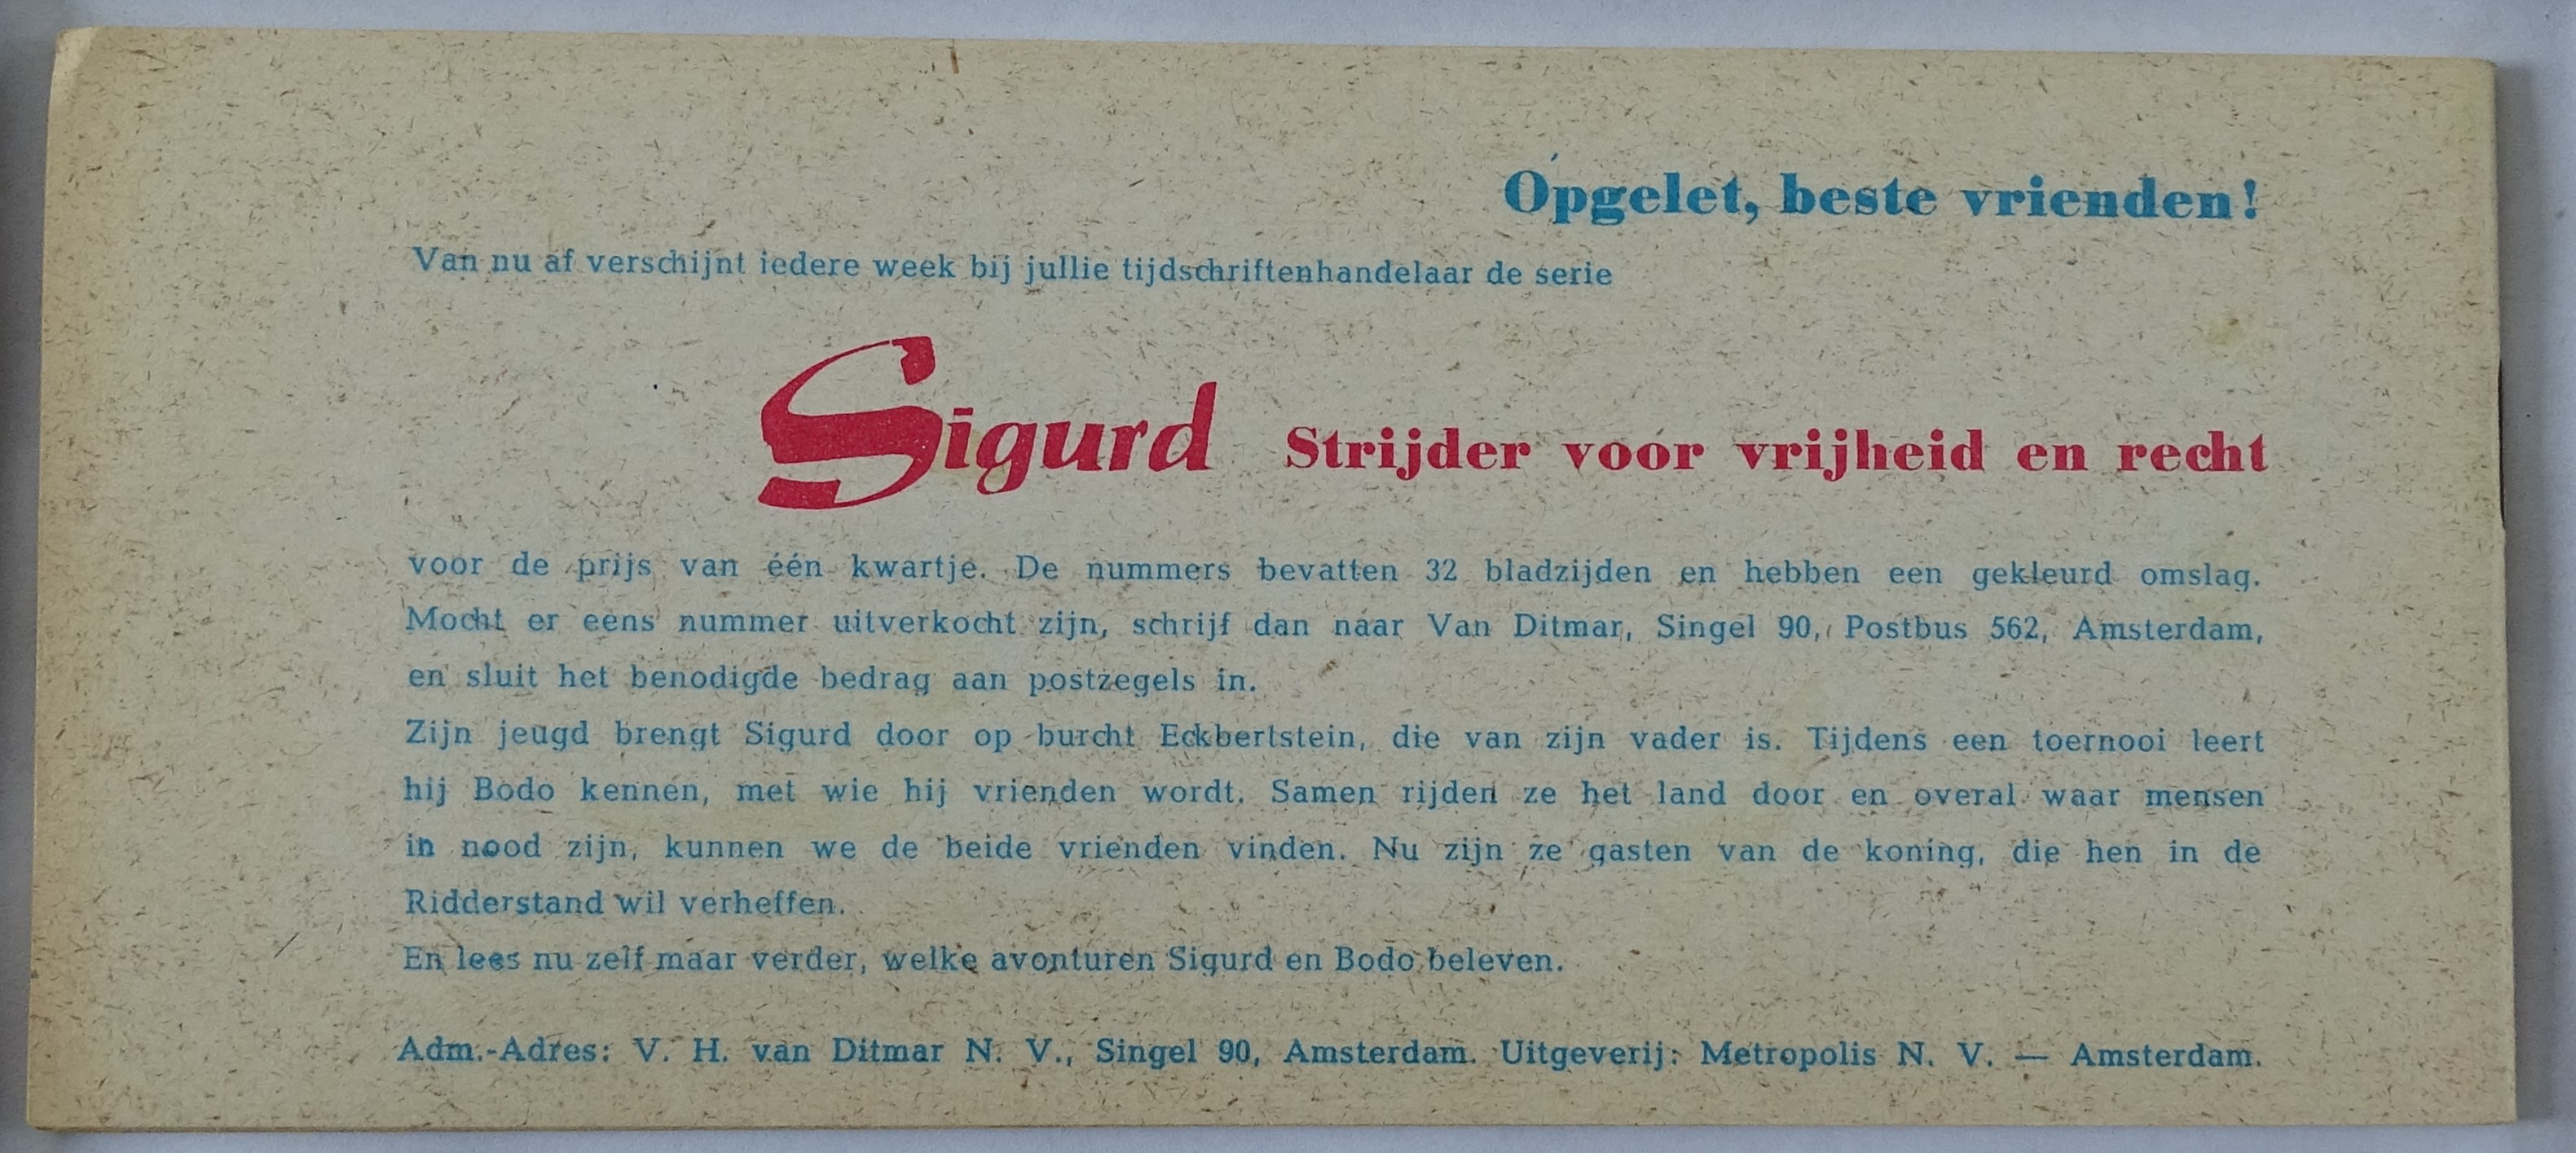 Opgelet, beste vrienden!
Van nu af verschijnt iedere week bij jullie tijdschriftenhandelaar de serie
Sigurd Strijder voor vrijheid en recht
voor de prijs van één kwartje. De nummers bevatten 32 bladzijden en hebben een gekleurd omslag.
Mocht er eens nummer uitverkocht zijn, schrijf dan naar Van Ditmar, Singel 90, Postbus 562, Amsterdam,
en sluit het benodigde bedrag aan postzegels in.
Zijn jeugd brengt Sigurd door op burcht Eckbertstein, die van zijn vader is. Tijdens een toernooi leert
hij Bodo kennen, met wie hij vrienden wordt. Samen rijden ze het land door en overal waar mensen
in nood zijn, kunnen we de beide vrienden vinden. Nu zijn ze gasten van de koning, die hen in de
Ridderstand wil verheffen.
En lees nu zelf maar verder, welke avonturen Sigurd en Bodo beleven.
Adm.-Adres: V. H. van Ditmar N. V., Singel 90, Amsterdam. Uitgeverij: Metropolis N. V. — Amsterdam.